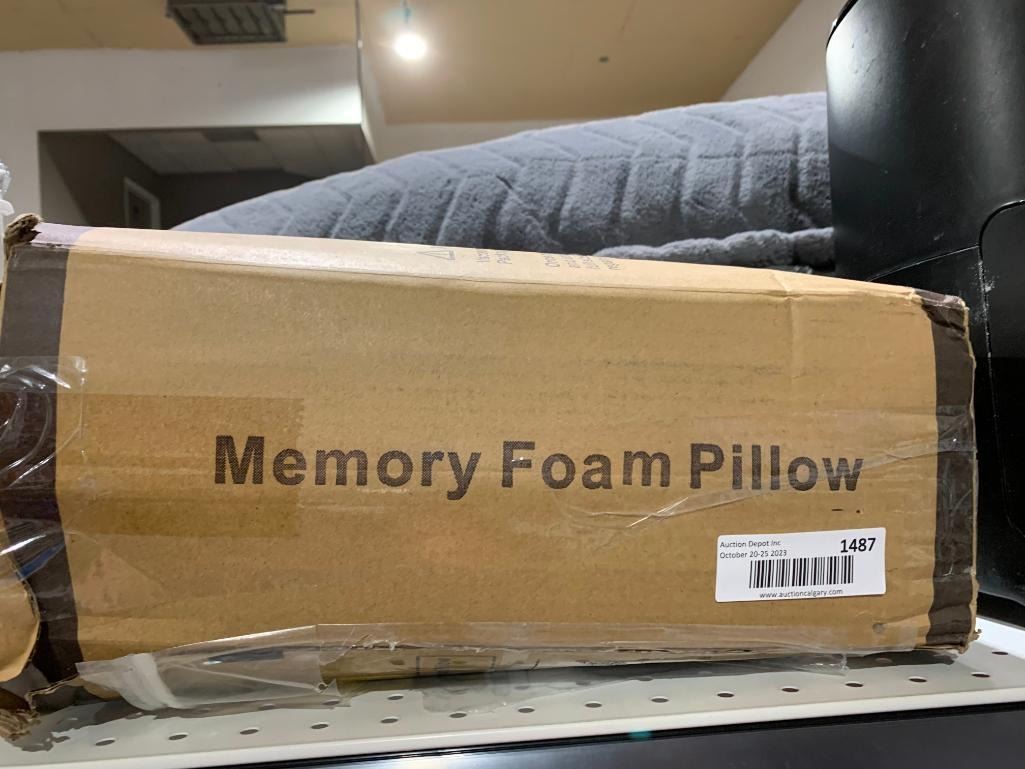 Memory Foam Pillow
Auction Depot Inc
1487
October 20-25 2023
www.auctioncalgary.com